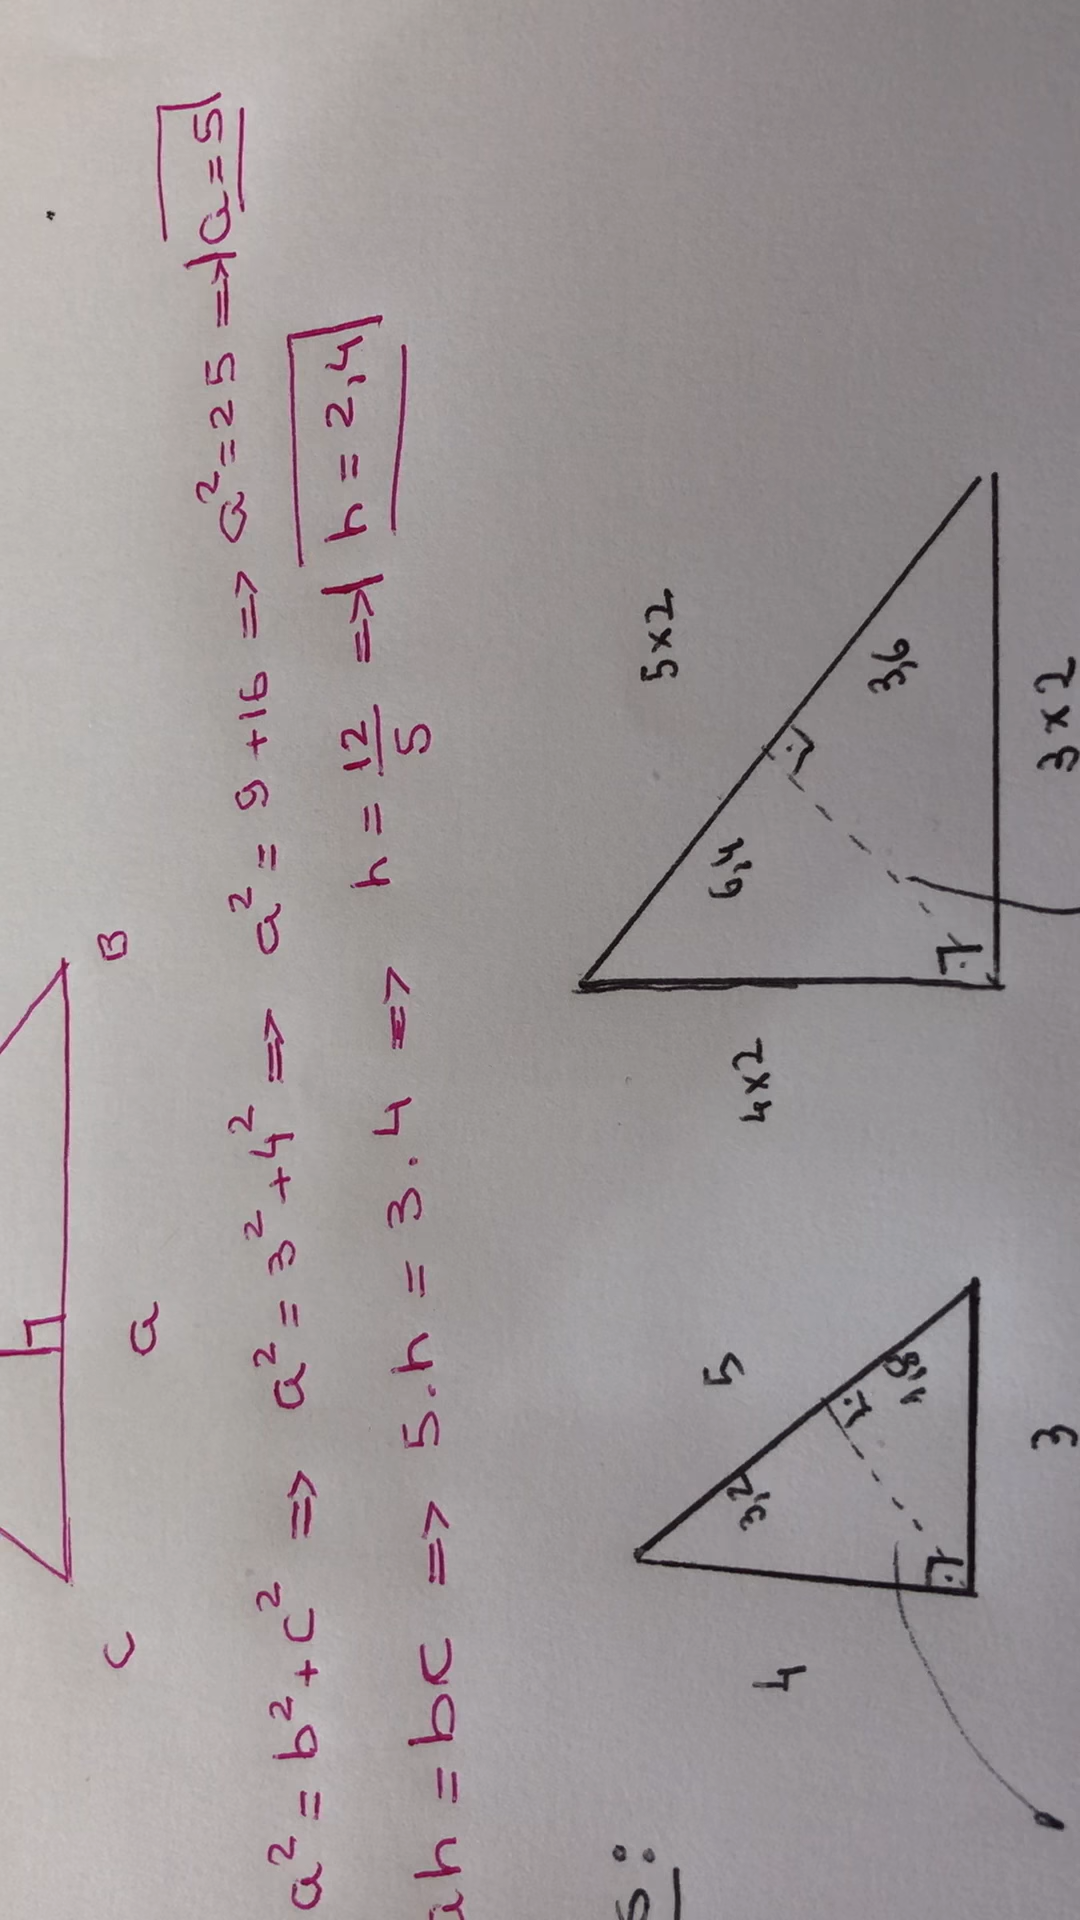 C a B
a² = b² + c² => a² = 3² + 4² => a² = 9 + 16 => a² = 25 => a = 5
ah = bc => 5.h = 3.4 => h = 12/5 => h = 2,4
4 3,2 5 1,8 3
4x2 6,4 5x2 3,6 3x2